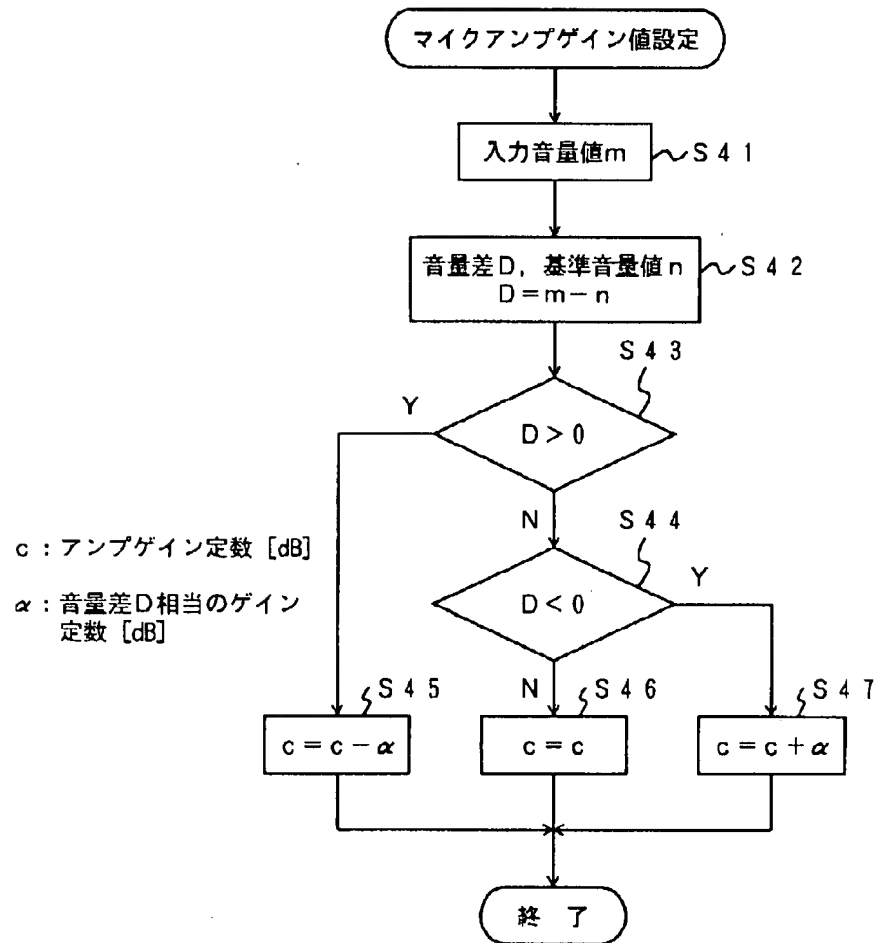 マイクアンプゲイン値設定
入力音量値m
S41
音量差D，基準音量値n
D＝m－n
S42
S43
D＞0
Y
N
S44
D＜0
Y
N
c：アンプゲイン定数 [dB]
α：音量差D相当のゲイン
定数 [dB]
S45
c＝c－α
S46
c＝c
S47
c＝c＋α
終 了